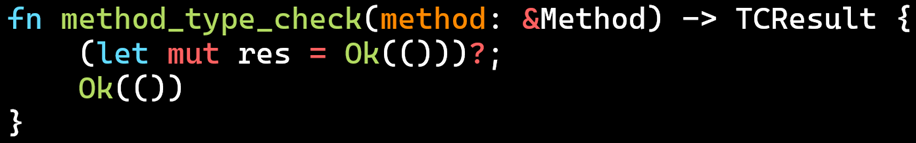 fn method_type_check(method: &Method) -> TCResult {
    (let mut res = Ok(()))?;
    Ok(())
}